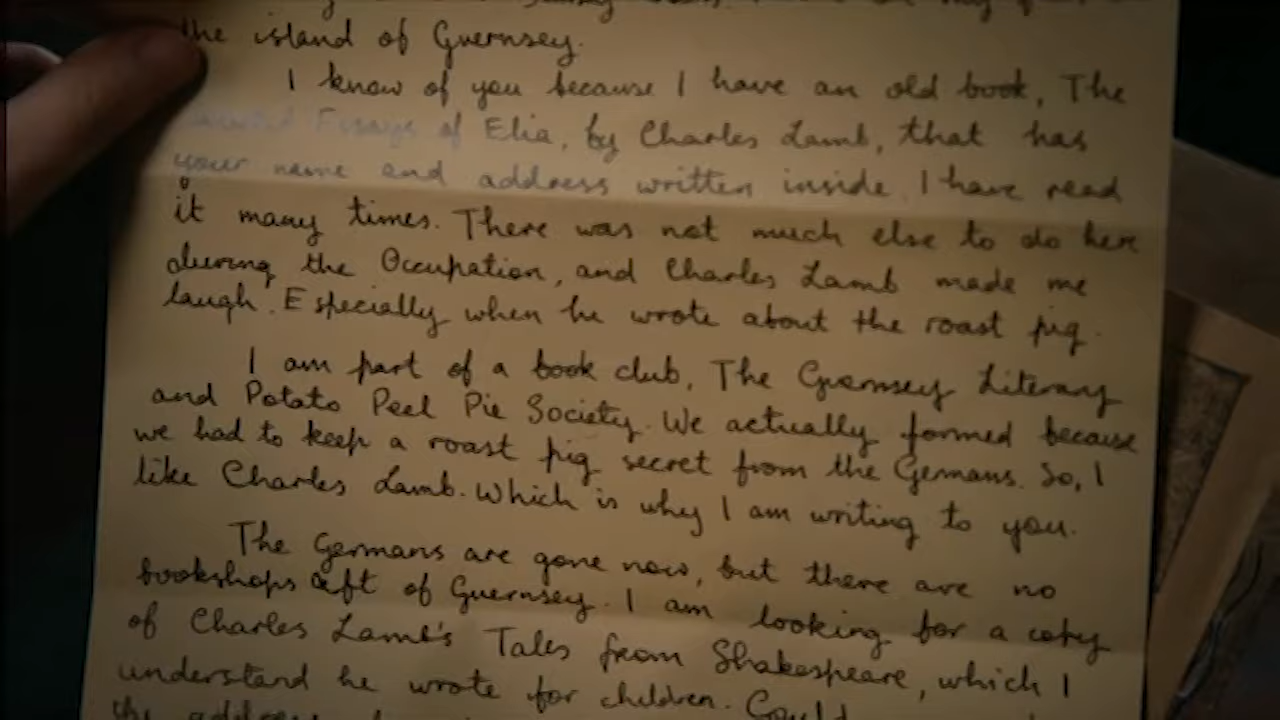 the island of Guernsey.
I know of you because I have an old book, The
Essays of Elia, by Charles Lamb, that has
your name and address written inside. I have read
it many times. There was not much else to do here
during the Occupation, and Charles Lamb made me
laugh. Especially when he wrote about the roast pig.
I am part of a book club, The Guernsey Literary
and Potato Peel Pie Society. We actually formed because
we had to keep a roast pig secret from the Germans. So, I
like Charles Lamb. Which is why I am writing to you.
The Germans are gone now, but there are no
bookshops left of Guernsey. I am looking for a copy
of Charles Lamb's Tales from Shakespeare, which I
understand he wrote for children. Could
the address